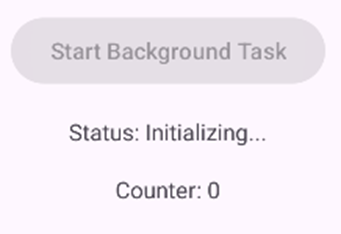 Start Background Task
Status: Initializing...
Counter: 0